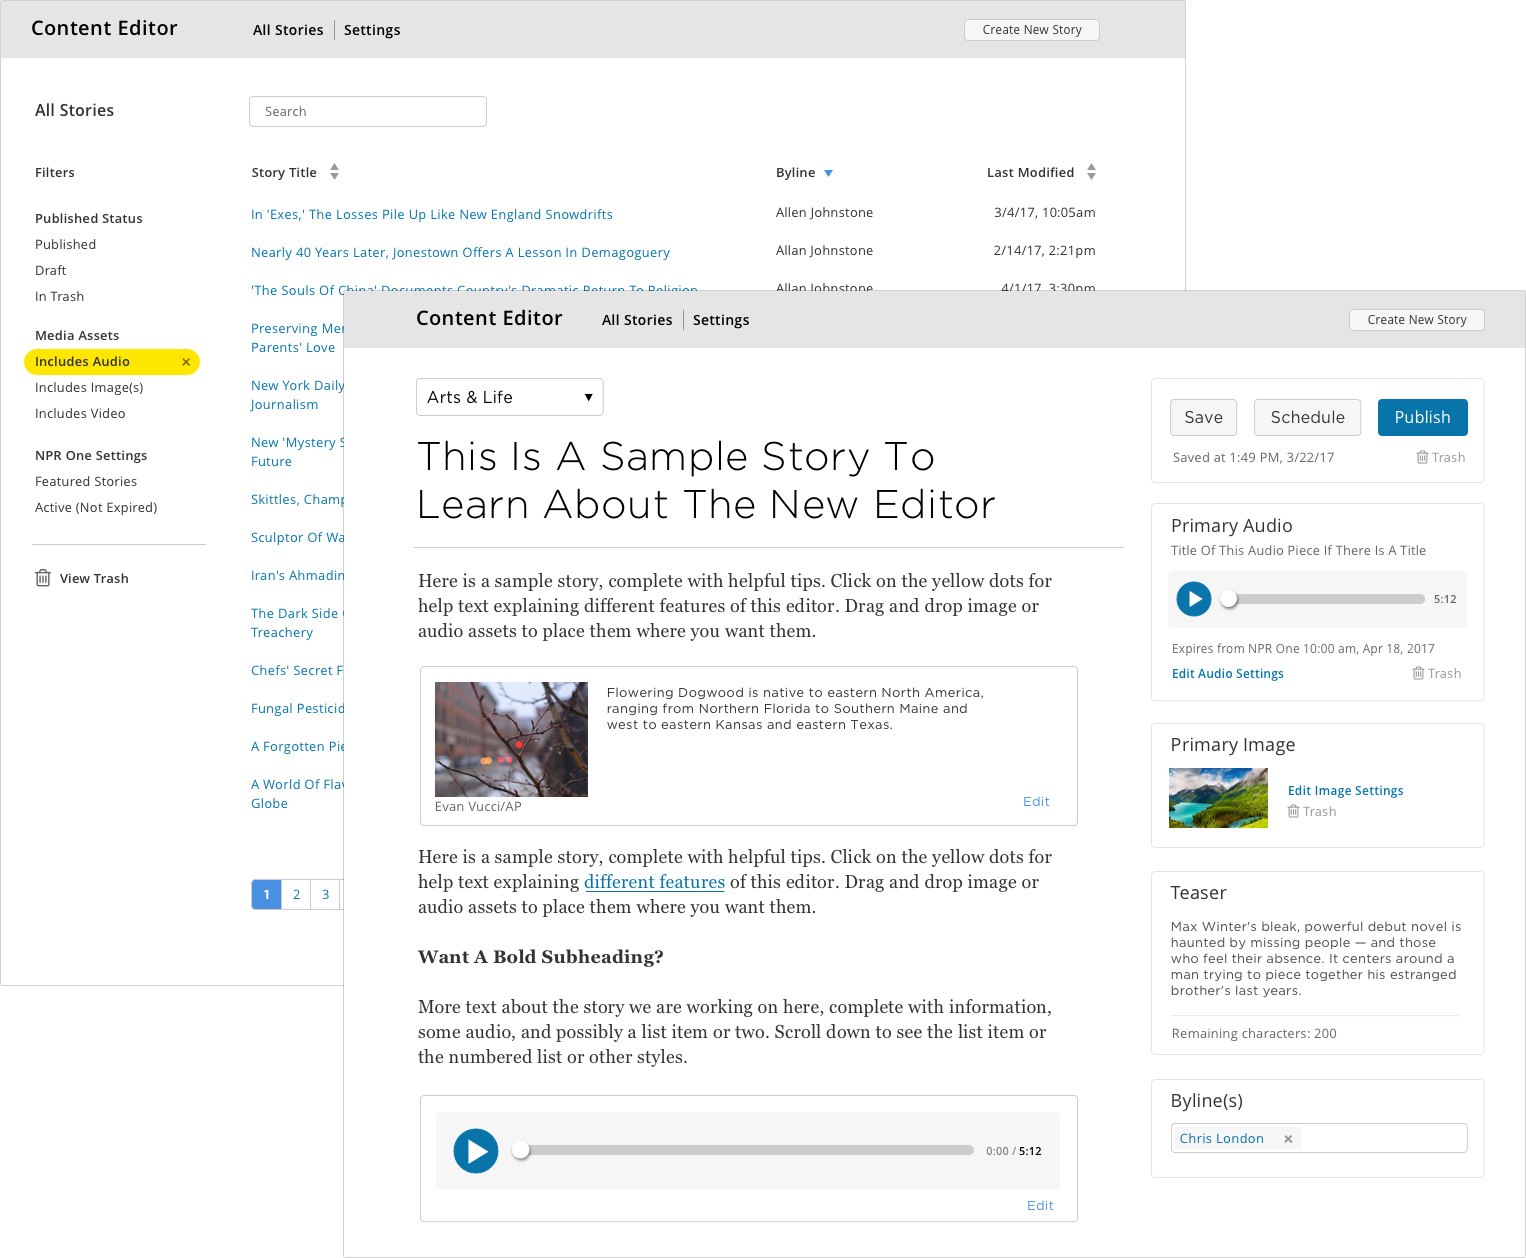 Content Editor
All Stories
Settings
Create New Story
All Stories
Search
Filters
Story Title
Byline
Last Modified
Published Status
Published
Draft
In Trash
Media Assets
Includes Audio ×
Includes Image(s)
Includes Video
NPR One Settings
Featured Stories
Active (Not Expired)
View Trash
In 'Exes,' The Losses Pile Up Like New England Snowdrifts
Allen Johnstone
3/4/17, 10:05am
Nearly 40 Years Later, Jonestown Offers A Lesson In Demagoguery
Allan Johnstone
2/14/17, 2:21pm
'The Souls Of China' Documents Country's Dramatic Return To Religion
Allan Johnstone
4/1/17, 3:30pm
Preserving
Parents' Love
New York Daily
Journalism
New 'Mystery
Future
Skittles,
Sculptor Of
Iran's
The Dark Side
Treachery
Chefs' Secret
Fungal
A Forgotten
A World Of
Globe
1 2 3
Content Editor
All Stories
Settings
Create New Story
Arts & Life
This Is A Sample Story To
Learn About The New Editor
Here is a sample story, complete with helpful tips. Click on the yellow dots for
help text explaining different features of this editor. Drag and drop image or
audio assets to place them where you want them.
Flowering Dogwood is native to eastern North America,
ranging from Northern Florida to Southern Maine and
west to eastern Kansas and eastern Texas.
Evan Vucci/AP
Edit
Here is a sample story, complete with helpful tips. Click on the yellow dots for
help text explaining different features of this editor. Drag and drop image or
audio assets to place them where you want them.
Want A Bold Subheading?
More text about the story we are working on here, complete with information,
some audio, and possibly a list item or two. Scroll down to see the list item or
the numbered list or other styles.
0:00 / 5:12
Edit
Save
Schedule
Publish
Saved at 1:49 PM, 3/22/17
Trash
Primary Audio
Title Of This Audio Piece If There Is A Title
5:12
Expires from NPR One 10:00 am, Apr 18, 2017
Edit Audio Settings
Trash
Primary Image
Edit Image Settings
Trash
Teaser
Max Winter's bleak, powerful debut novel is
haunted by missing people — and those
who feel their absence. It centers around a
man trying to piece together his estranged
brother's last years.
Remaining characters: 200
Byline(s)
Chris London ×